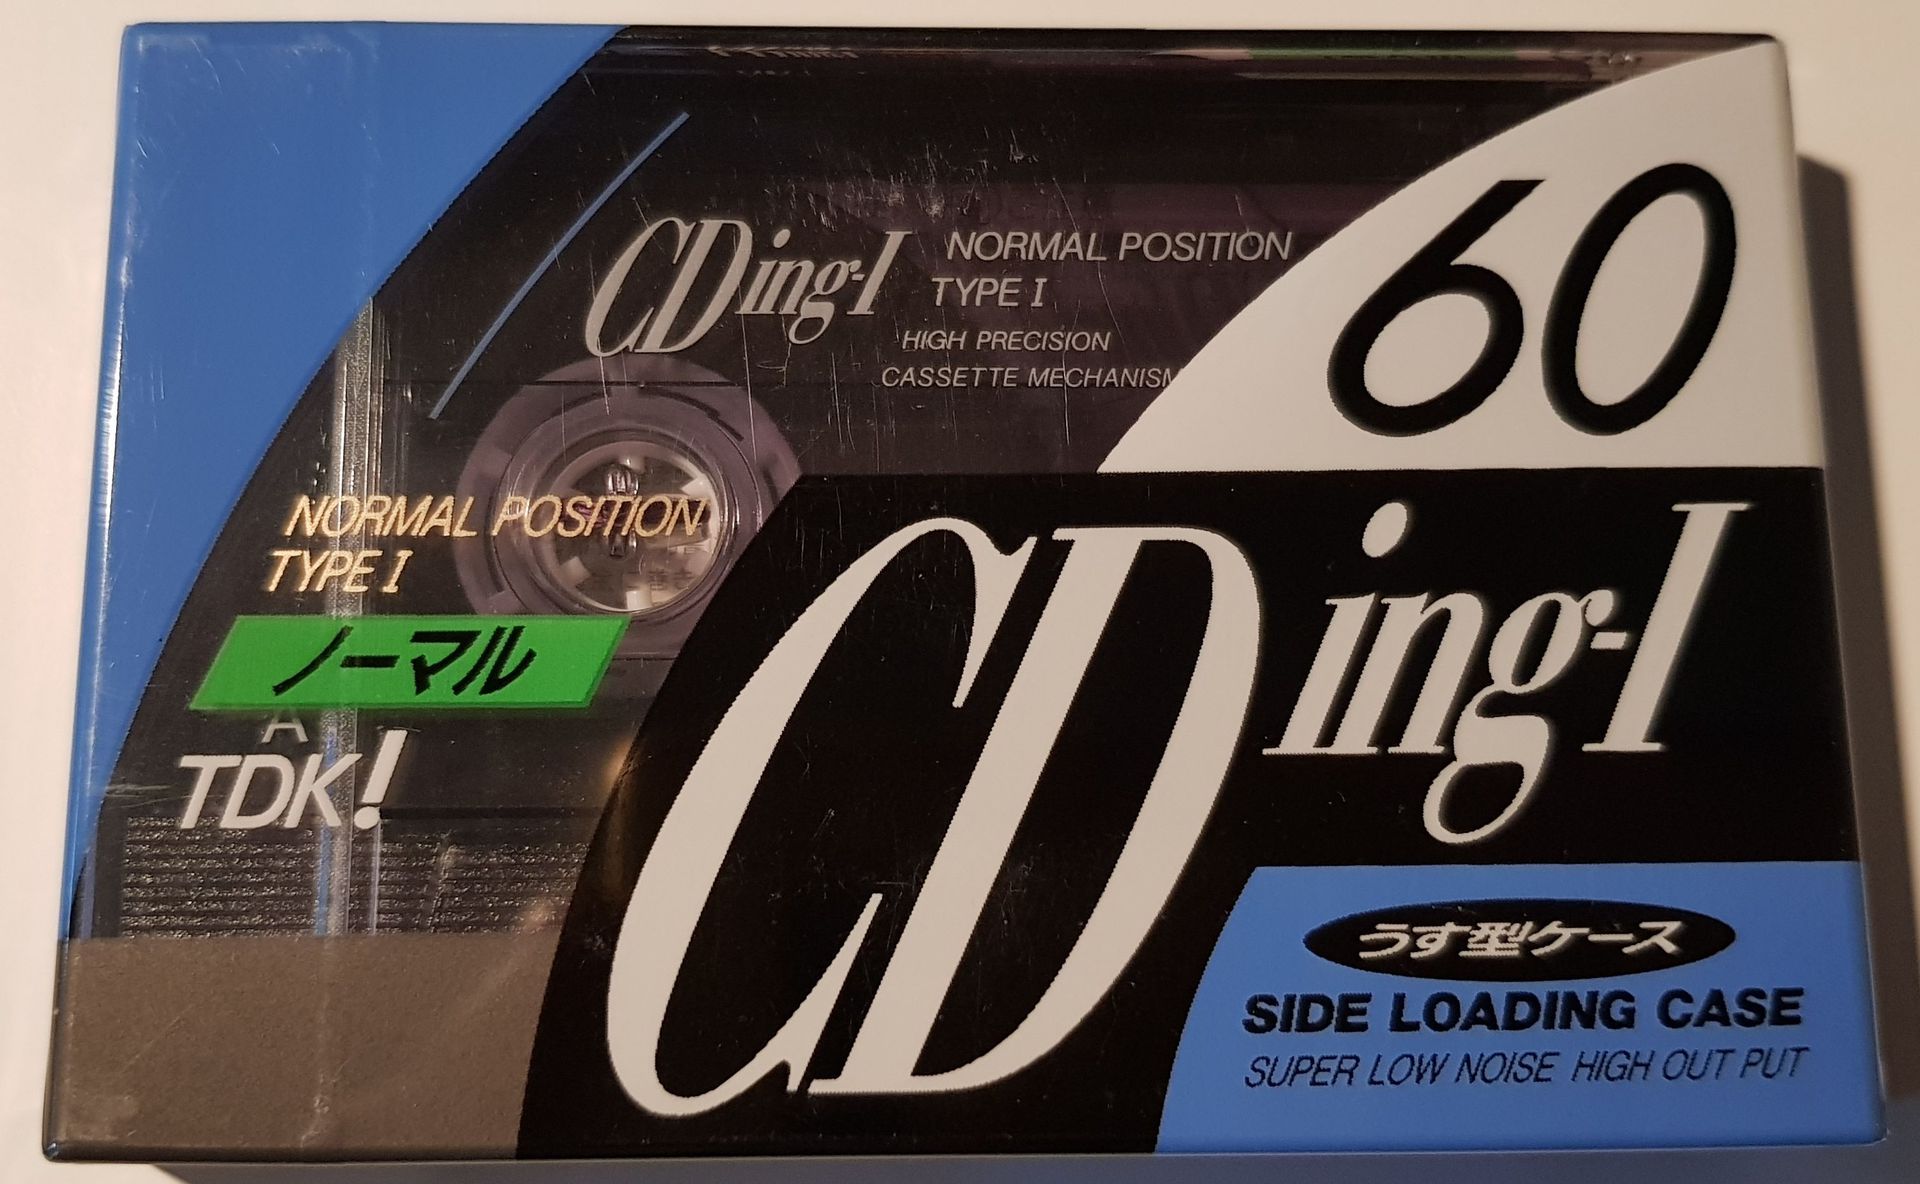 60
CDing-I
NORMAL POSITION
TYPE I
HIGH PRECISION
CASSETTE MECHANISM
NORMAL POSITION
TYPE I
ノーマル
A
TDK!
CDing-I
うす型ケース
SIDE LOADING CASE
SUPER LOW NOISE HIGH OUT PUT